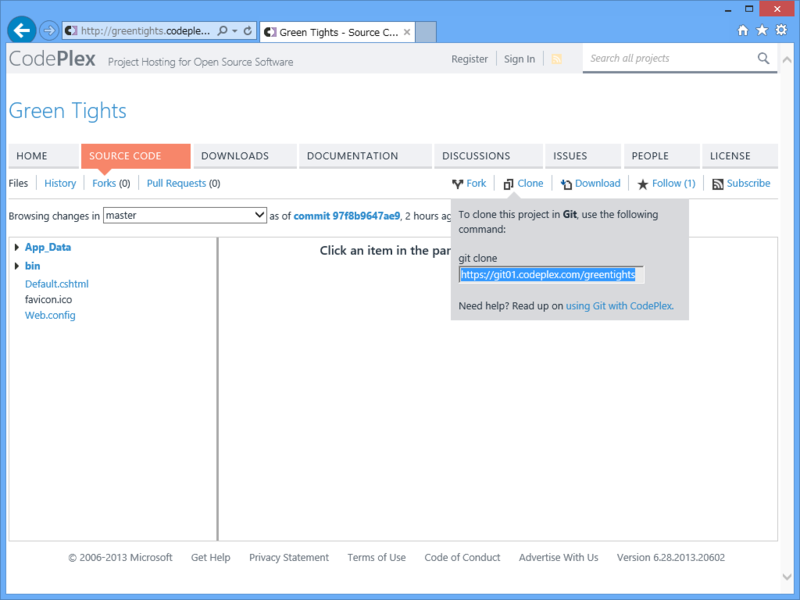 http://greentights.codeple...
Green Tights - Source C...
CodePlex Project Hosting for Open Source Software
Register Sign In Search all projects
Green Tights
HOME SOURCE CODE DOWNLOADS DOCUMENTATION DISCUSSIONS ISSUES PEOPLE LICENSE
Files History Forks (0) Pull Requests (0) Fork Clone Download Follow (1) Subscribe
Browsing changes in master as of commit 97f8b9647ae9, 2 hours ag
To clone this project in Git, use the following
command:
git clone
https://git01.codeplex.com/greentights
Need help? Read up on using Git with CodePlex.
App_Data
bin
Default.cshtml
favicon.ico
Web.config
Click an item in the par
© 2006-2013 Microsoft Get Help Privacy Statement Terms of Use Code of Conduct Advertise With Us Version 6.28.2013.20602